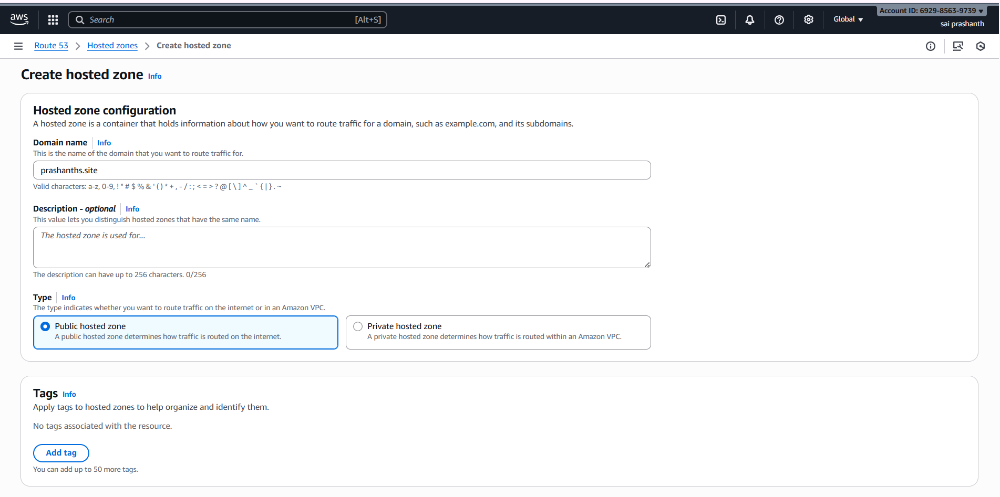 aws
Search [Alt+S]
Global ▼
Account ID: 6929-8563-9739 ▼
sai prashanth
Route 53 > Hosted zones > Create hosted zone
Create hosted zone Info
Hosted zone configuration
A hosted zone is a container that holds information about how you want to route traffic for a domain, such as example.com, and its subdomains.
Domain name Info
This is the name of the domain that you want to route traffic for.
prashanths.site
Valid characters: a-z, 0-9, ! " # $ % & ' ( ) * + , - / : ; < = > ? @ [ \ ] ^ _ ` { | } . ~
Description - optional Info
This value lets you distinguish hosted zones that have the same name.
The hosted zone is used for...
The description can have up to 256 characters. 0/256
Type Info
The type indicates whether you want to route traffic on the internet or in an Amazon VPC.
Public hosted zone
A public hosted zone determines how traffic is routed on the internet.
Private hosted zone
A private hosted zone determines how traffic is routed within an Amazon VPC.
Tags Info
Apply tags to hosted zones to help organize and identify them.
No tags associated with the resource.
Add tag
You can add up to 50 more tags.